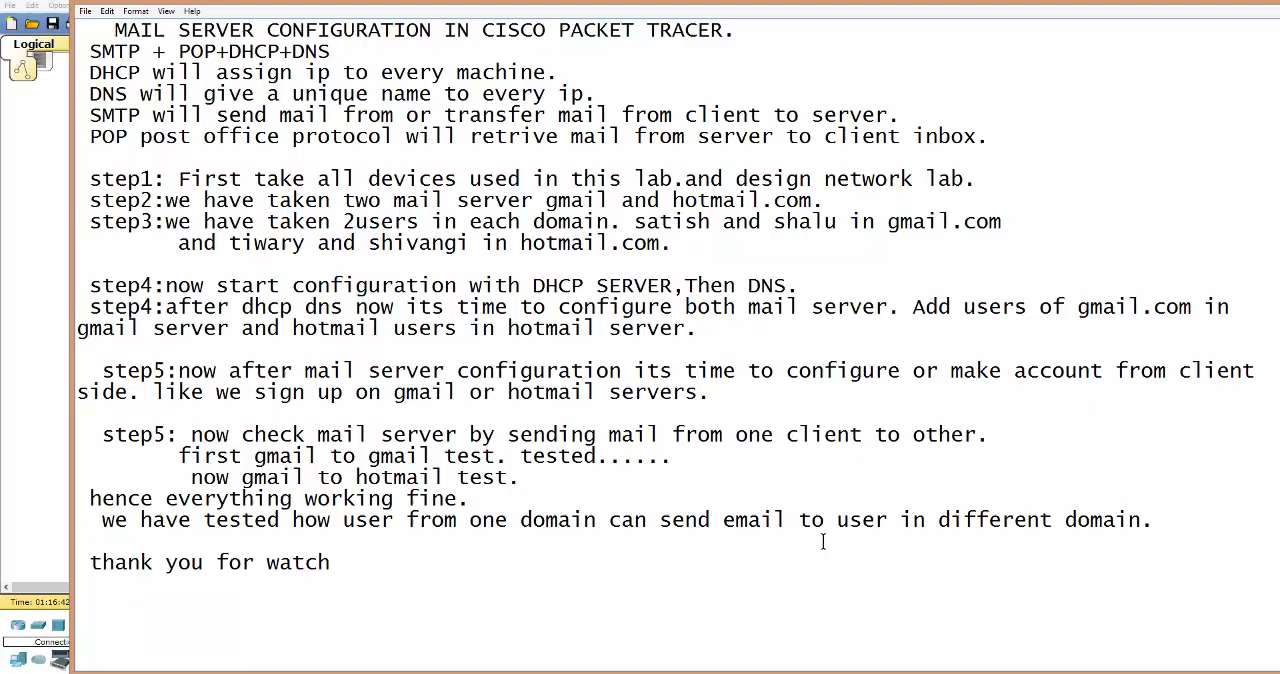 File Edit Option
File Edit Format View Help
Logical
MAIL SERVER CONFIGURATION IN CISCO PACKET TRACER.
SMTP + POP+DHCP+DNS
DHCP will assign ip to every machine.
DNS will give a unique name to every ip.
SMTP will send mail from or transfer mail from client to server.
POP post office protocol will retrive mail from server to client inbox.
step1: First take all devices used in this lab.and design network lab.
step2:we have taken two mail server gmail and hotmail.com.
step3:we have taken 2users in each domain. satish and shalu in gmail.com
and tiwary and shivangi in hotmail.com.
step4:now start configuration with DHCP SERVER,Then DNS.
step4:after dhcp dns now its time to configure both mail server. Add users of gmail.com in
gmail server and hotmail users in hotmail server.
step5:now after mail server configuration its time to configure or make account from client
side. like we sign up on gmail or hotmail servers.
step5: now check mail server by sending mail from one client to other.
first gmail to gmail test. tested......
now gmail to hotmail test.
hence everything working fine.
we have tested how user from one domain can send email to user in different domain.
thank you for watch
Time: 01:16:42
Connecti